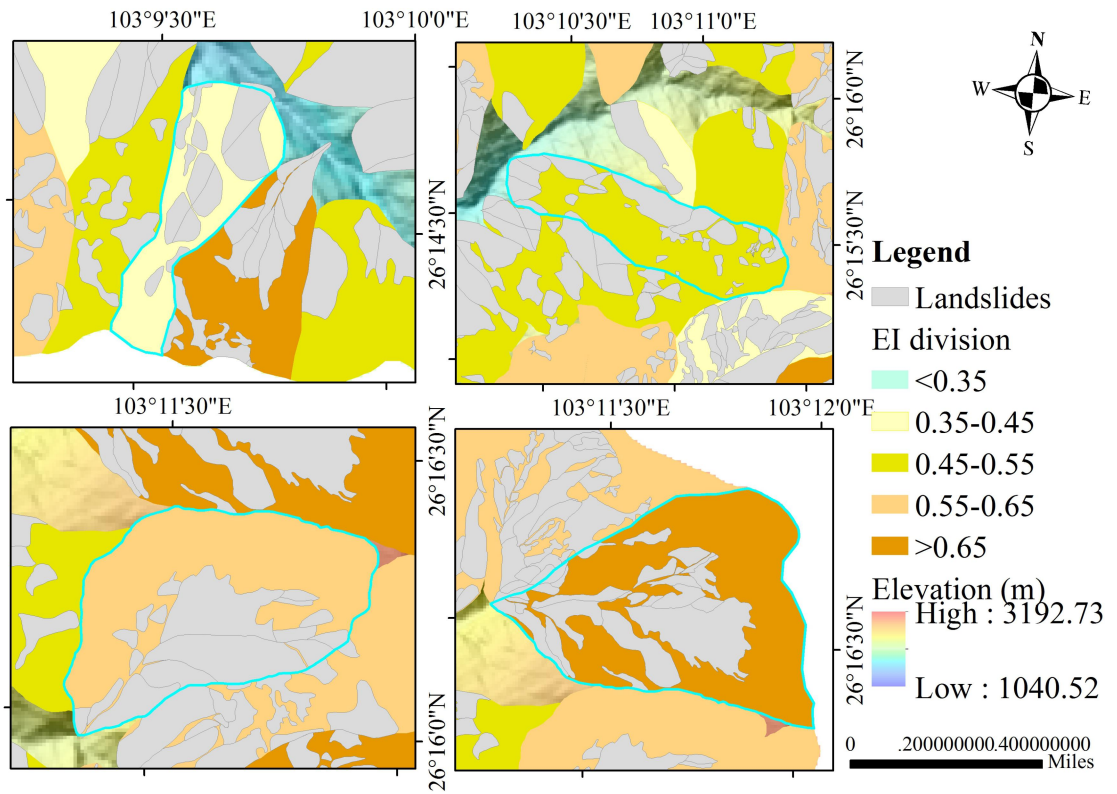 103°9'30"E 103°10'0"E
26°14'30"N
103°10'30"E 103°11'0"E
26°16'0"N
26°15'30"N
N
W E
S
103°11'30"E
26°16'30"N
26°16'0"N
103°11'30"E 103°12'0"E
26°16'30"N
Legend
Landslides
EI division
<0.35
0.35-0.45
0.45-0.55
0.55-0.65
>0.65
Elevation (m)
High : 3192.73
Low : 1040.52
0 .200000000.400000000
Miles